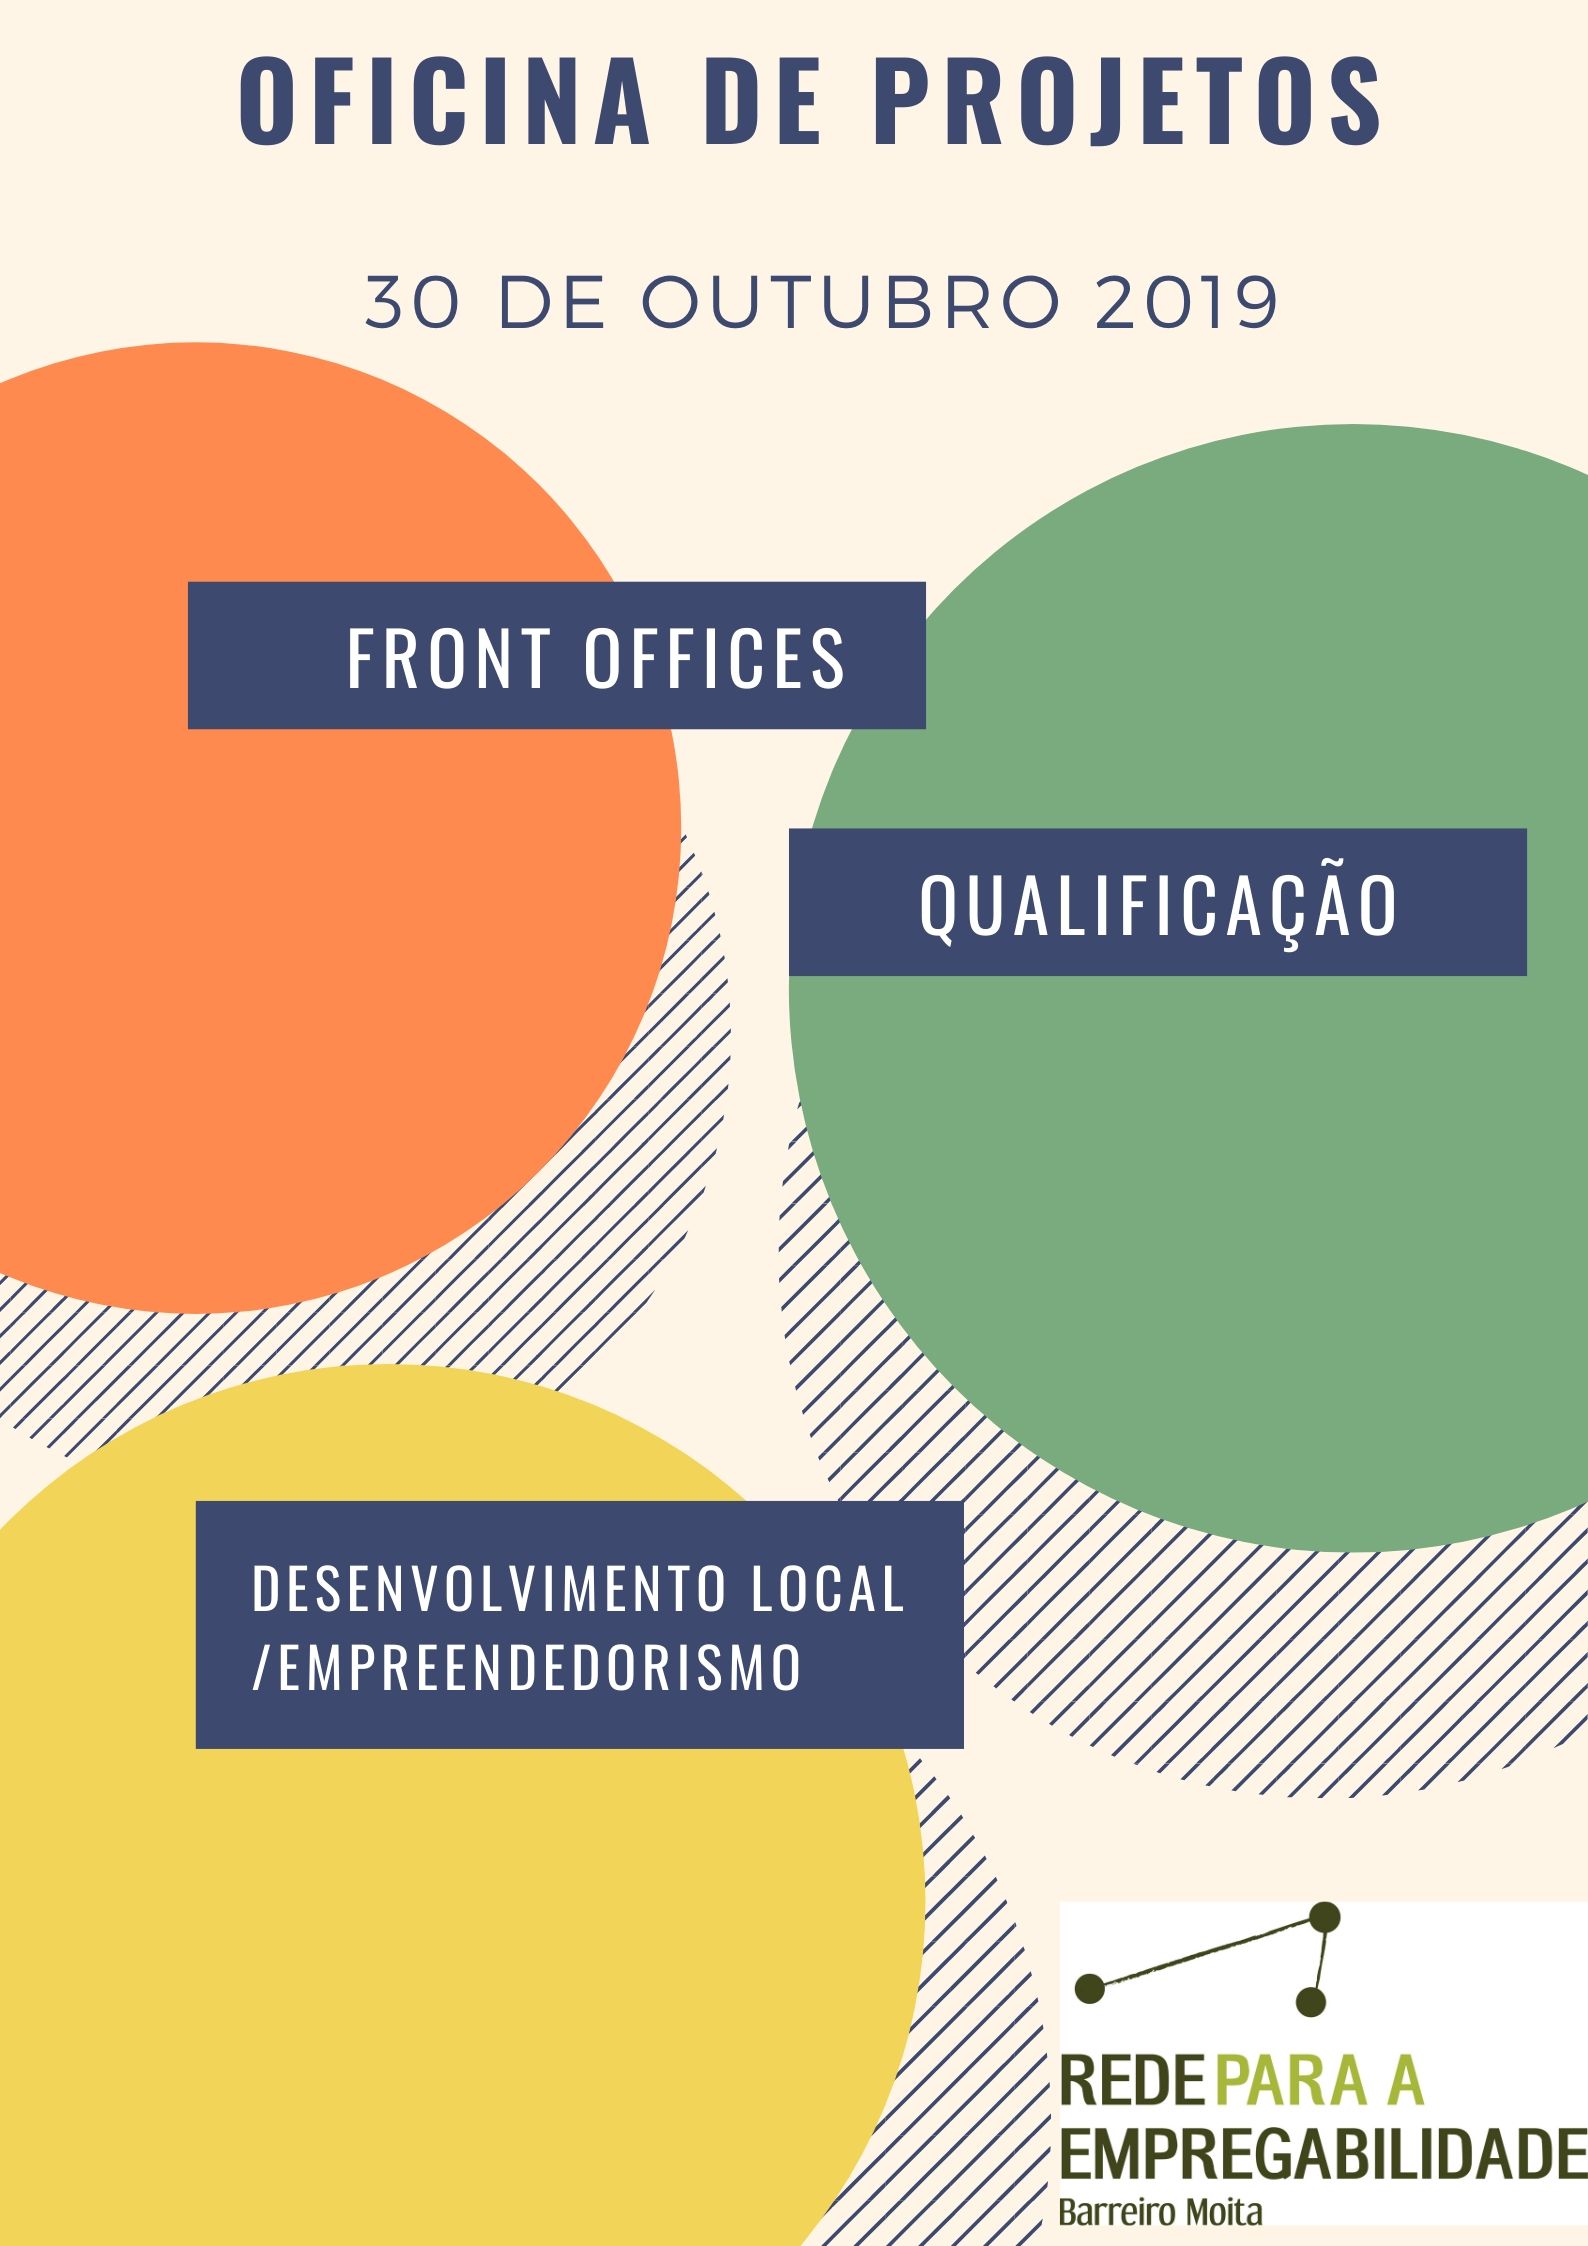 OFICINA DE PROJETOS
30 DE OUTUBRO 2019
FRONT OFFICES
QUALIFICAÇÃO
DESENVOLVIMENTO LOCAL
/EMPREENDEDORISMO
REDE PARA A
EMPREGABILIDADE
Barreiro Moita